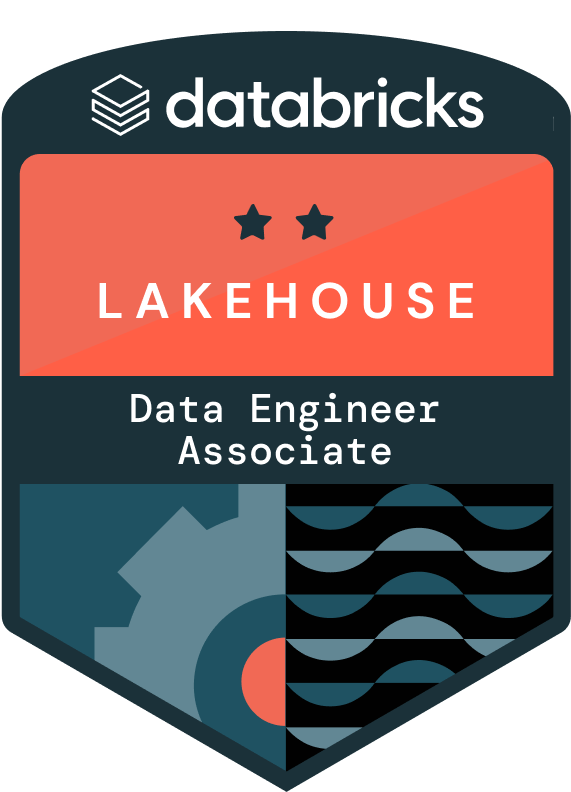 databricks
LAKEHOUSE
Data Engineer
Associate